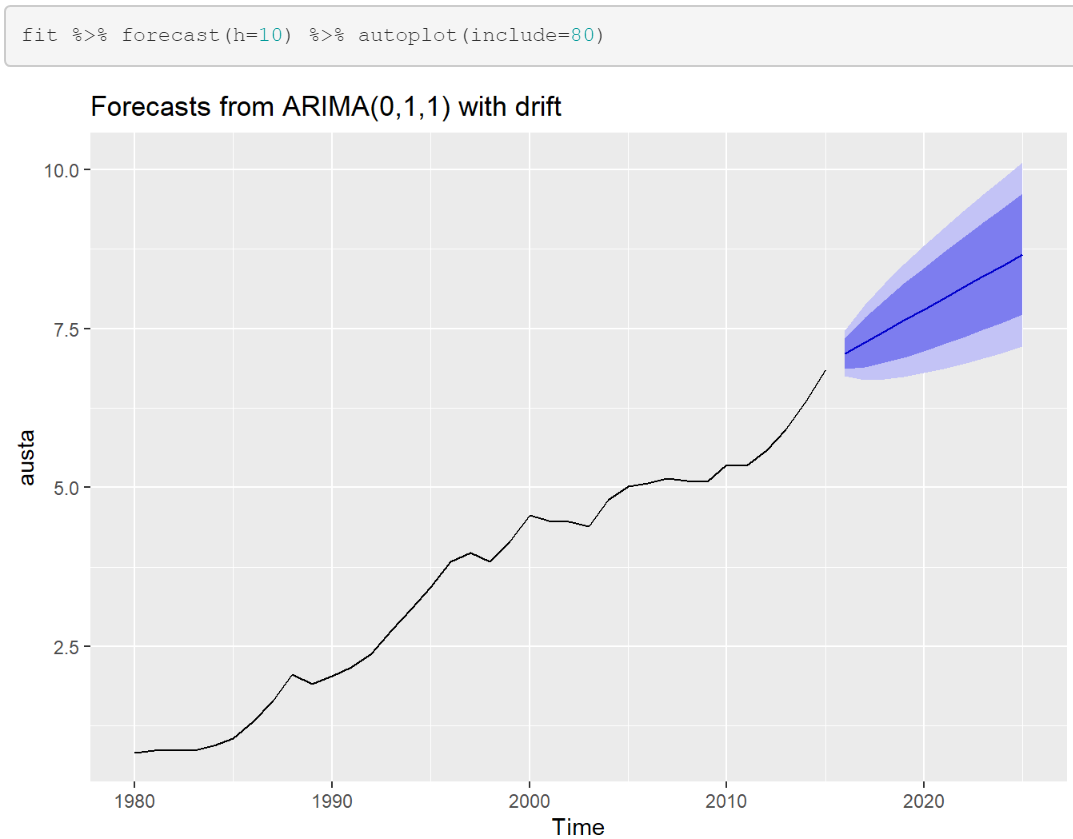 fit %>% forecast(h=10) %>% autoplot(include=80)
Forecasts from ARIMA(0,1,1) with drift
10.0
7.5
5.0
2.5
austa
1980 1990 2000 2010 2020
Time